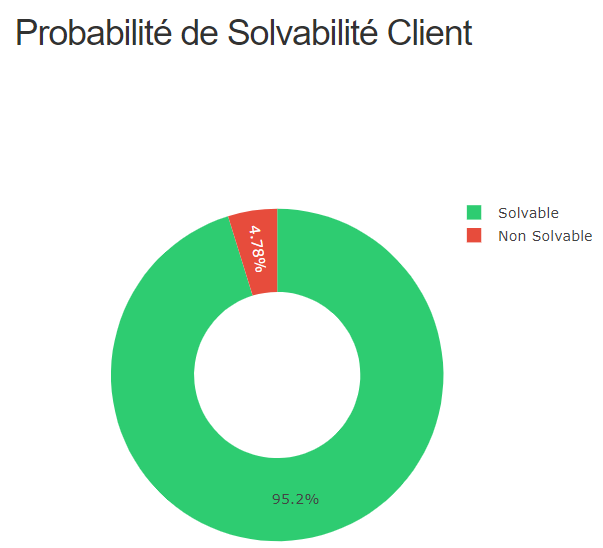 Probabilité de Solvabilité Client
Solvable
Non Solvable
4.78%
95.2%